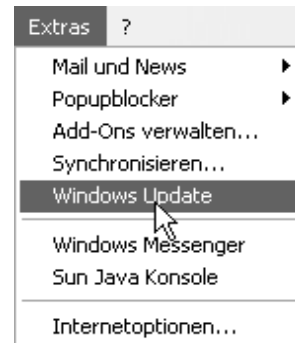 Extras ?
Mail und News
Popupblocker
Add-Ons verwalten...
Synchronisieren...
Windows Update
Windows Messenger
Sun Java Konsole
Internetoptionen...